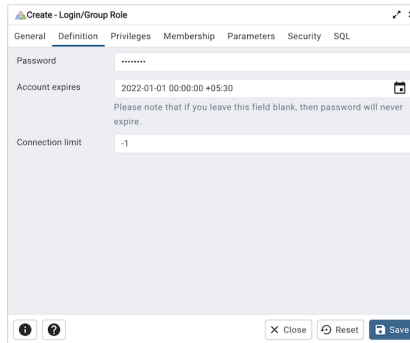 Create - Login/Group Role
General Definition Privileges Membership Parameters Security SQL
Password ········
Account expires 2022-01-01 00:00:00 +05:30
Please note that if you leave this field blank, then password will never
expire.
Connection limit -1
Close Reset Save